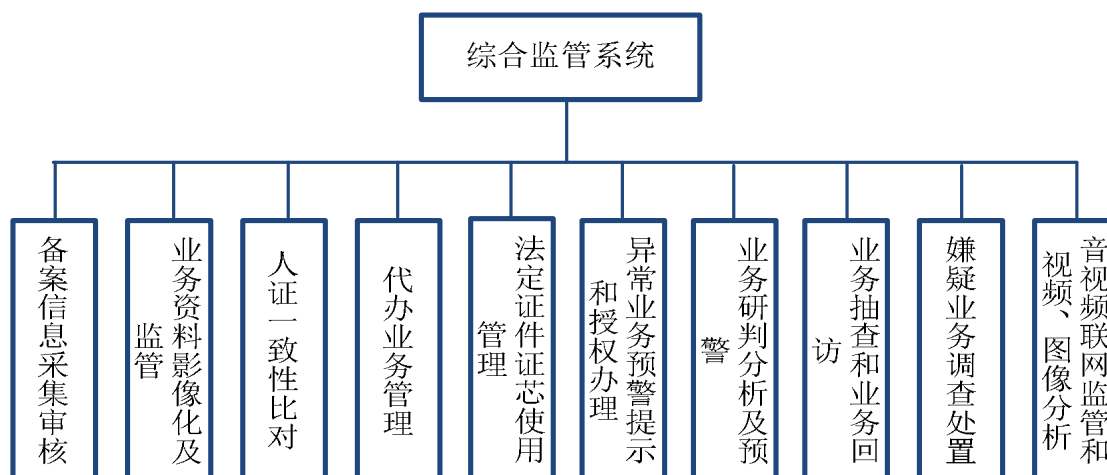 综合监管系统
备案信息采集审核
业务资料影像化及
监管
人证一致性比对
代办业务管理
法定证件证芯使用
管理
异常业务预警提示
和授权办理
业务研判分析及预
警
业务抽查和业务回
访
嫌疑业务调查处置
音视频联网监管和
视频、图像分析